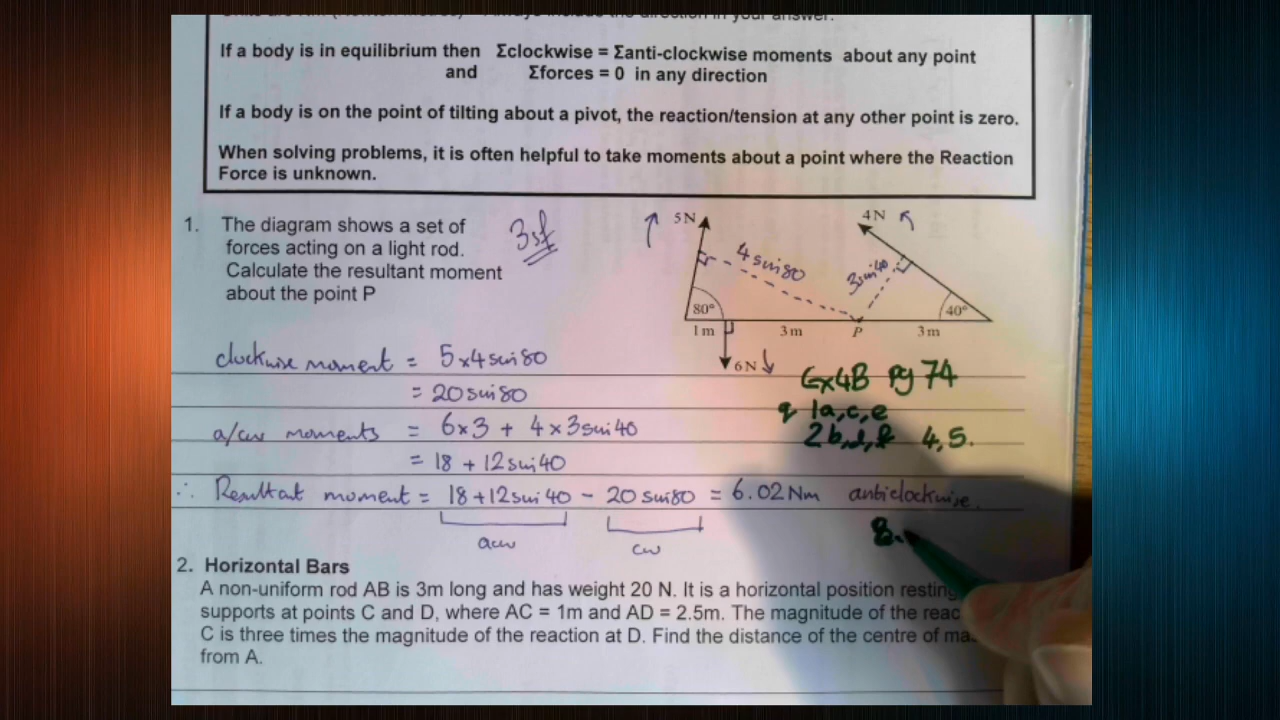 If a body is in equilibrium then Σclockwise = Σanti-clockwise moments about any point
and Σforces = 0 in any direction
If a body is on the point of tilting about a pivot, the reaction/tension at any other point is zero.
When solving problems, it is often helpful to take moments about a point where the Reaction
Force is unknown.
1. The diagram shows a set of
forces acting on a light rod.
Calculate the resultant moment
about the point P
3sf
5N
4N
4sin80
3sin40
80°
40°
1m 3m P 3m
6N
clockwise moment = 5x4sin80
= 20sin80
a/cw moments = 6x3 + 4x3sin40
= 18 + 12sin40
∴ Resultant moment = 18+12sin40 - 20sin80 = 6.02Nm anticlockwise.
acw cw
Ex4B pg 74
q 1a,c,e
2b,d,f 4,5.
8.
2. Horizontal Bars
A non-uniform rod AB is 3m long and has weight 20 N. It is a horizontal position resting
supports at points C and D, where AC = 1m and AD = 2.5m. The magnitude of the reac
C is three times the magnitude of the reaction at D. Find the distance of the centre of ma
from A.